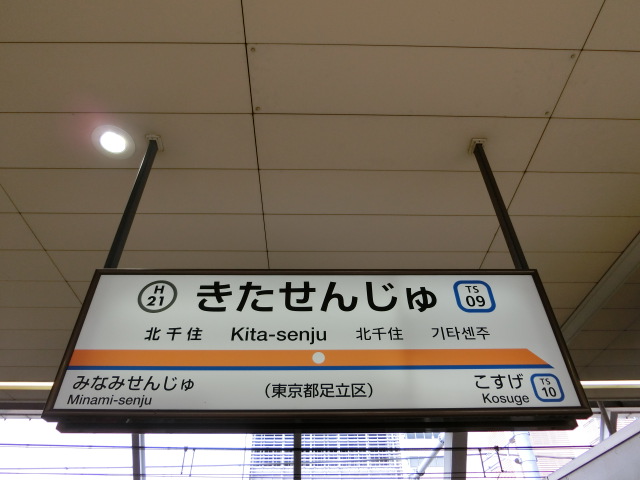 H 21 きたせんじゅ TS 09
北千住 Kita-senju 北千住 기타센주
みなみせんじゅ (東京都足立区) こすげ TS 10
Minami-senju Kosuge